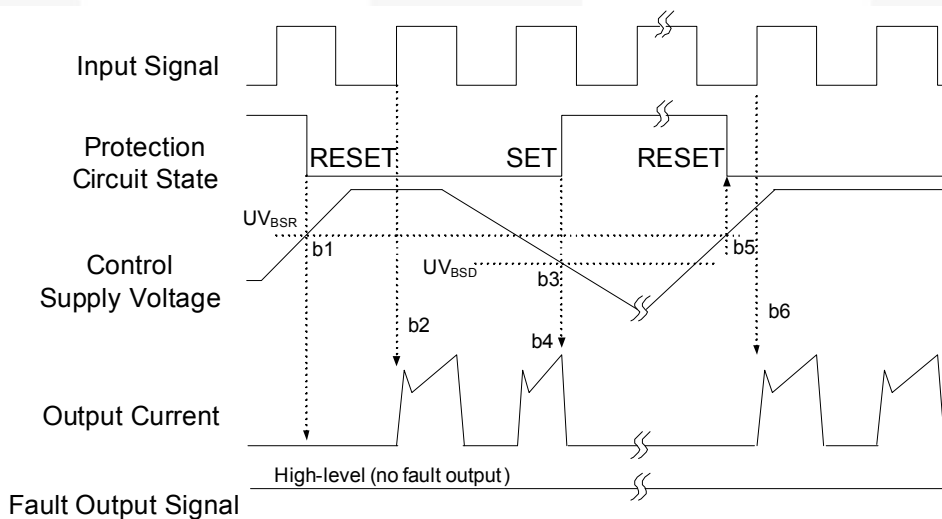 Input Signal
Protection
Circuit State
RESET
SET
RESET
UVBSR
b1
b5
Control
Supply Voltage
UVBSD
b3
b2
b4
b6
Output Current
High-level (no fault output)
Fault Output Signal